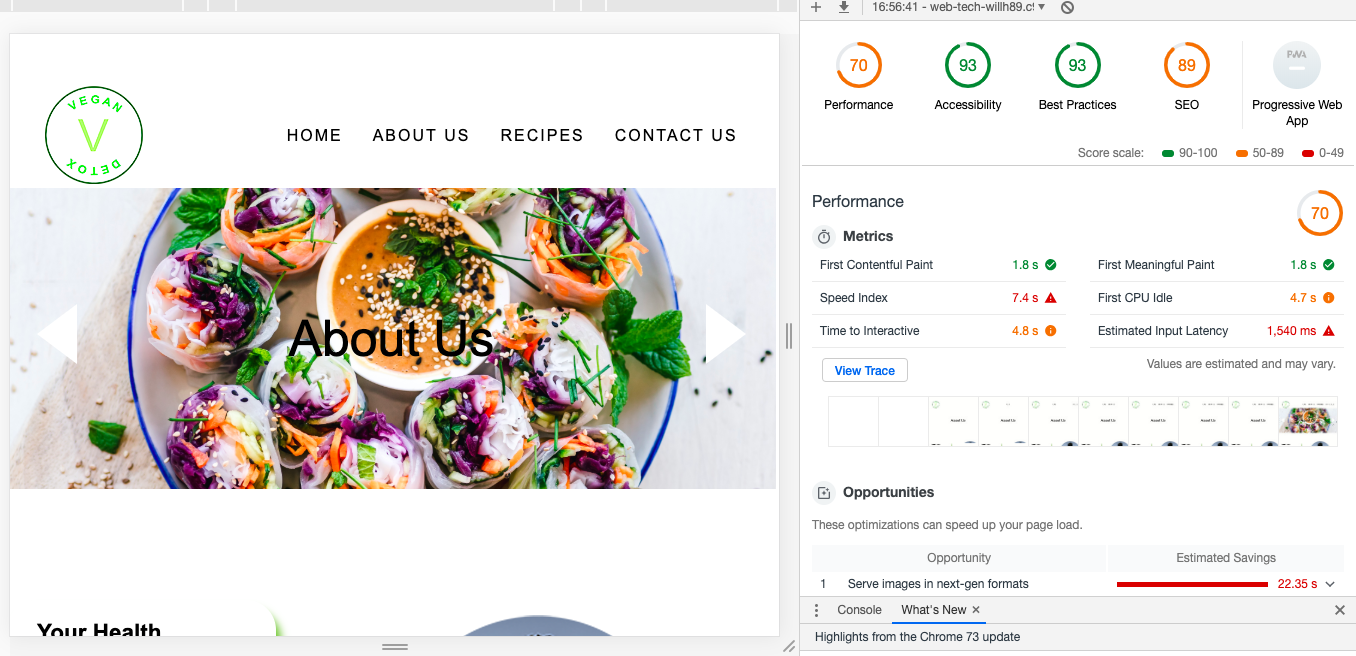 VEGAN
V
DETOX
HOME ABOUT US RECIPES CONTACT US
About Us
Your Health
16:56:41 - web-tech-willh89.c
70 93 93 89 PWA
Performance Accessibility Best Practices SEO Progressive Web App
Score scale: 90-100 50-89 0-49
Performance 70
Metrics
First Contentful Paint 1.8 s First Meaningful Paint 1.8 s
Speed Index 7.4 s First CPU Idle 4.7 s
Time to Interactive 4.8 s Estimated Input Latency 1,540 ms
View Trace Values are estimated and may vary.
Opportunities
These optimizations can speed up your page load.
Opportunity Estimated Savings
1 Serve images in next-gen formats 22.35 s
Console What's New ×
Highlights from the Chrome 73 update